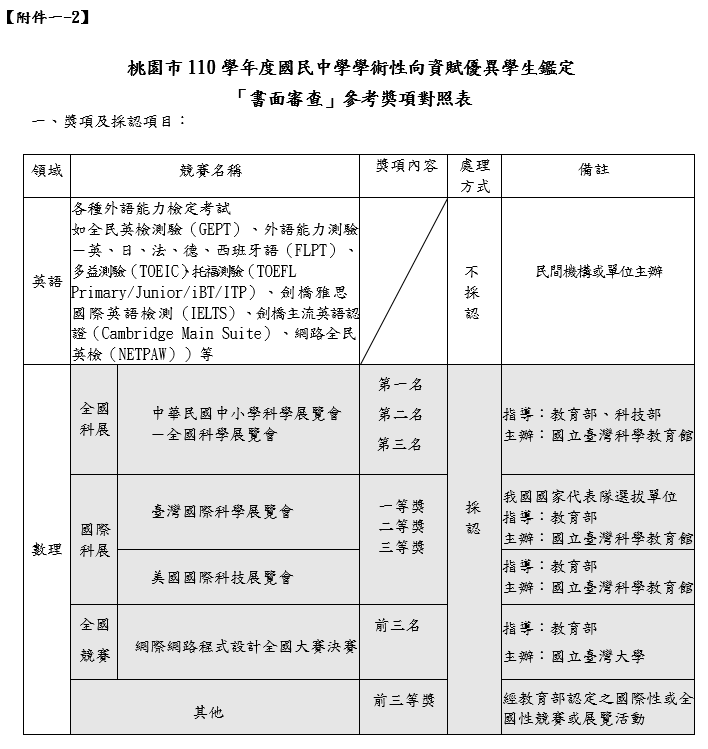 【附件一-2】
桃園市 110 學年度國民中學學術性向資賦優異學生鑑定
「書面審查」參考獎項對照表
一、獎項及採認項目：
領域
競賽名稱
獎項內容
處理
方式
備註
英語
各種外語能力檢定考試
如全民英檢測驗（GEPT）、外語能力測驗
－英、日、法、德、西班牙語（FLPT）、
多益測驗（TOEIC）、托福測驗（TOEFL
Primary/Junior/iBT/ITP）、劍橋雅思
國際英語檢測（IELTS）、劍橋主流英語認
證（Cambridge Main Suite）、網路全民
英檢（NETPAW））等
不
採
認
民間機構或單位主辦
數理
全國
科展
中華民國中小學科學展覽會
－全國科學展覽會
第一名
第二名
第三名
採
認
指導：教育部、科技部
主辦：國立臺灣科學教育館
國際
科展
臺灣國際科學展覽會
一等獎
二等獎
三等獎
我國國家代表隊選拔單位
指導：教育部
主辦：國立臺灣科學教育館
美國國際科技展覽會
指導：教育部
主辦：國立臺灣科學教育館
全國
競賽
網際網路程式設計全國大賽決賽
前三名
指導：教育部
主辦：國立臺灣大學
其他
前三等獎
經教育部認定之國際性或全
國性競賽或展覽活動